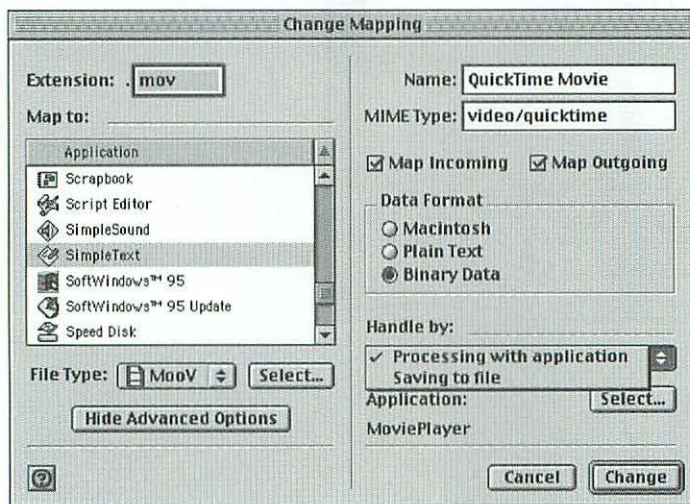 Change Mapping
Extension: .mov
Map to:
Application
Scrapbook
Script Editor
SimpleSound
SimpleText
SoftWindows™ 95
SoftWindows™ 95 Update
Speed Disk
File Type: MooV Select...
Hide Advanced Options
?
Name: QuickTime Movie
MIME Type: video/quicktime
Map Incoming Map Outgoing
Data Format
Macintosh
Plain Text
Binary Data
Handle by:
✓ Processing with application
Saving to file
Application: Select...
MoviePlayer
Cancel Change